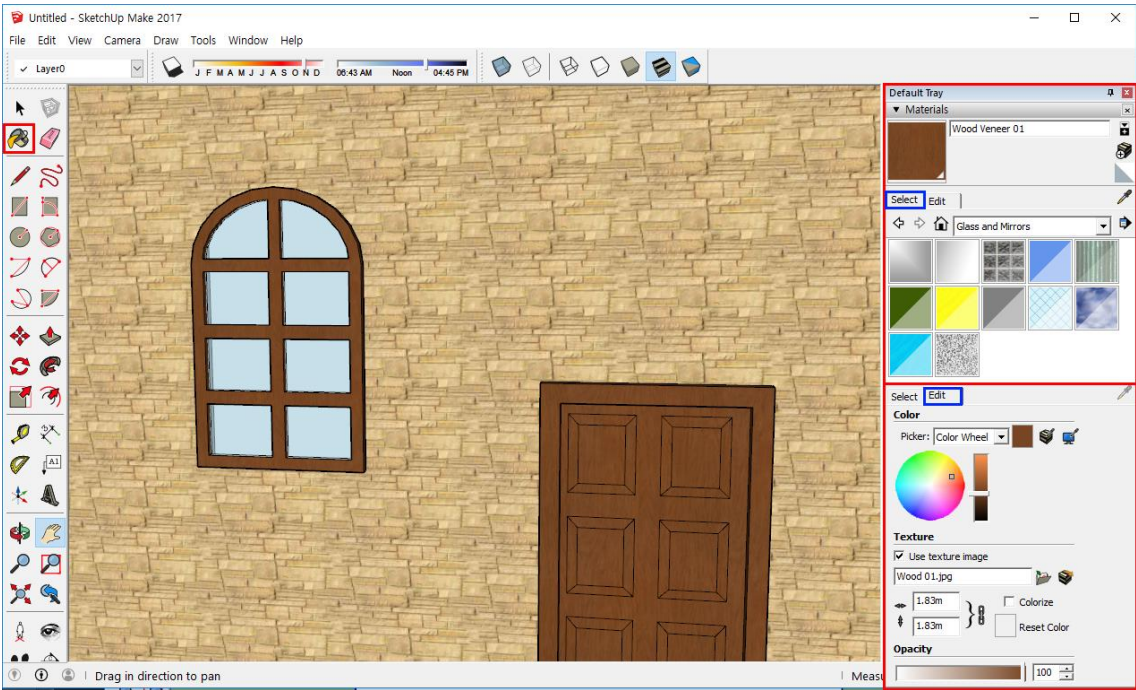 Untitled - SketchUp Make 2017
File Edit View Camera Draw Tools Window Help
Layer0
J F M A M J J A S O N D
06:43 AM Noon 04:45 PM
Default Tray
Materials
Wood Veneer 01
Select Edit
Glass and Mirrors
A1
Select Edit
Color
Picker: Color Wheel
Texture
Use texture image
Wood 01.jpg
1.83m
Colorize
1.83m
Reset Color
Opacity
100
Drag in direction to pan
Measu